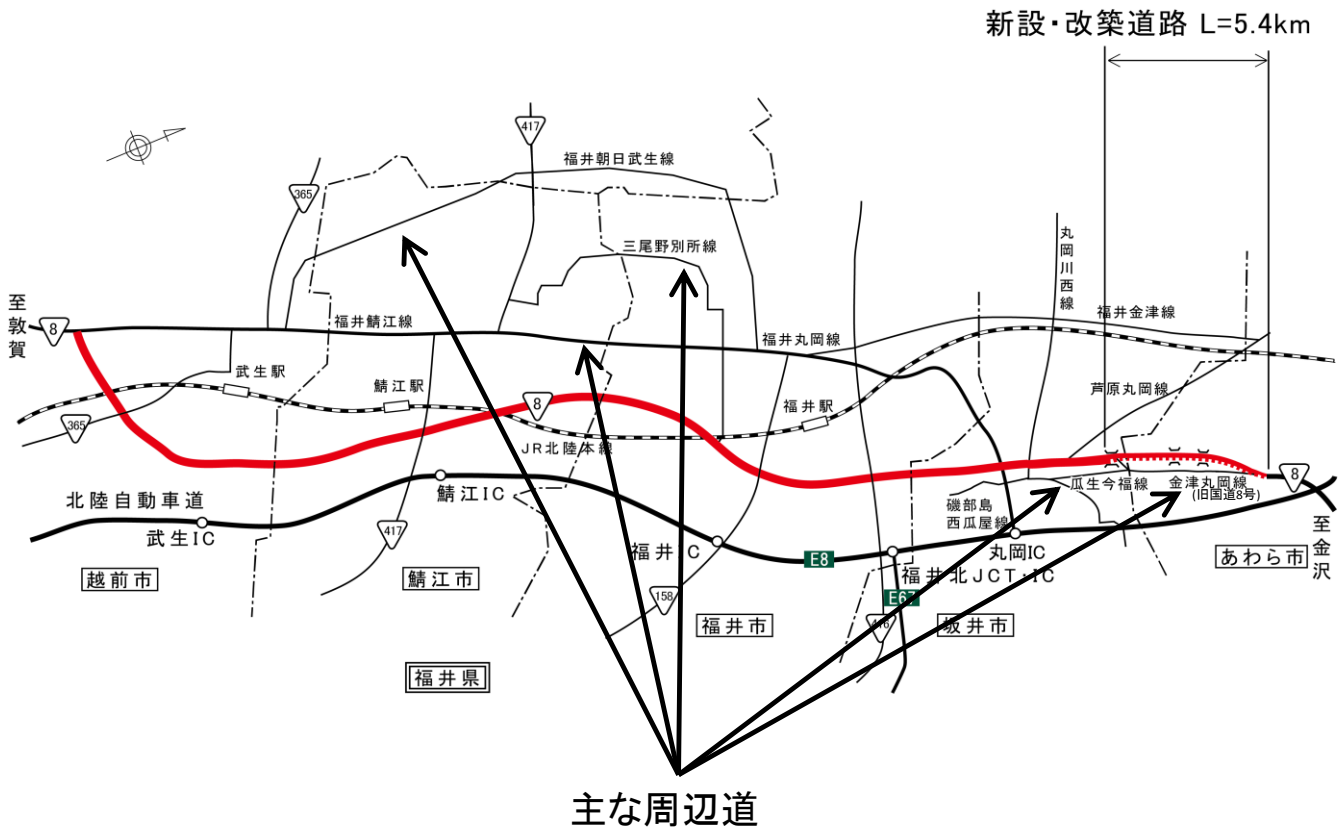 新設・改築道路 L=5.4km
417
福井朝日武生線
365
三尾野別所線
丸岡川西線
至敦賀
8
福井鯖江線
福井丸岡線
福井金津線
武生駅
鯖江駅
芦原丸岡線
8
福井駅
365
JR北陸本線
北陸自動車道
鯖江IC
瓜生今福線
金津丸岡線
(旧国道8号)
8
磯部島
西瓜屋線
至金沢
武生IC
417
福井IC
E8
丸岡IC
あわら市
越前市
鯖江市
福井北JCT・IC
158
E67
福井市
416
坂井市
福井県
主な周辺道